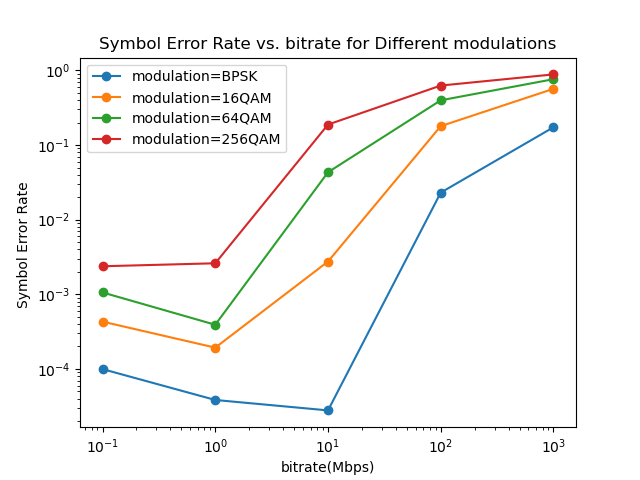 Symbol Error Rate vs. bitrate for Different modulations
modulation=BPSK
modulation=16QAM
modulation=64QAM
modulation=256QAM
Symbol Error Rate
10⁰
10⁻¹
10⁻²
10⁻³
10⁻⁴
10⁻¹ 10⁰ 10¹ 10² 10³
bitrate(Mbps)